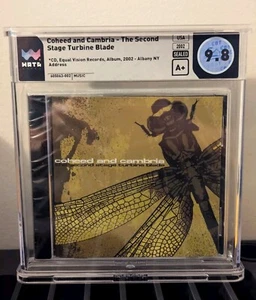 Coheed and Cambria - The Second
Stage Turbine Blade
*CD, Equal Vision Records, Album, 2002 - Albany NY
Address
WATA
MUSIC
USA
2002
SEALED
A+
9.8
coheed and cambria
second stage turbine blade